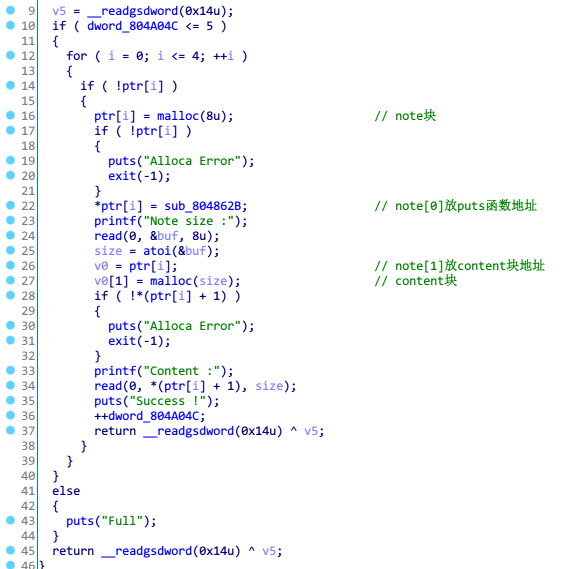 9 v5 = __readgsdword(0x14u);
10 if ( dword_804A04C <= 5 )
11 {
12 for ( i = 0; i <= 4; ++i )
13 {
14 if ( !ptr[i] )
15 {
16 ptr[i] = malloc(8u); // note块
17 if ( !ptr[i] )
18 {
19 puts("Alloca Error");
20 exit(-1);
21 }
22 *ptr[i] = sub_804862B; // note[0]放puts函数地址
23 printf("Note size :");
24 read(0, &buf, 8u);
25 size = atoi(&buf);
26 v0 = ptr[i]; // note[1]放content块地址
27 v0[1] = malloc(size); // content块
28 if ( !*(ptr[i] + 1) )
29 {
30 puts("Alloca Error");
31 exit(-1);
32 }
33 printf("Content :");
34 read(0, *(ptr[i] + 1), size);
35 puts("Success !");
36 ++dword_804A04C;
37 return __readgsdword(0x14u) ^ v5;
38 }
39 }
40 }
41 else
42 {
43 puts("Full");
44 }
45 return __readgsdword(0x14u) ^ v5;
46 }